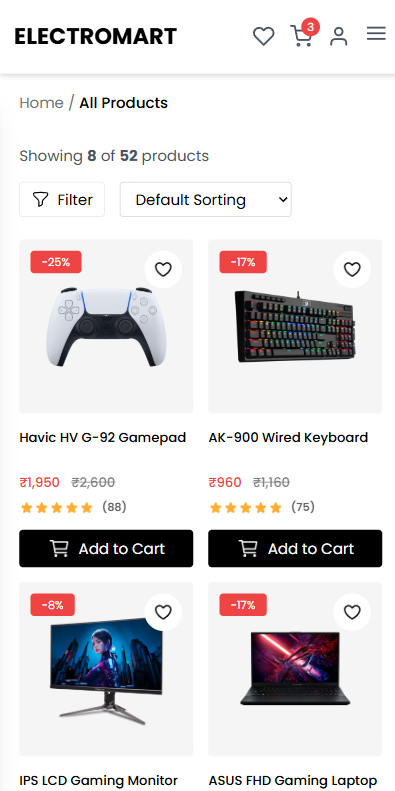 ELECTROMART
3
Home / All Products
Showing 8 of 52 products
Filter
Default Sorting
-25%
-17%
Havic HV G-92 Gamepad
AK-900 Wired Keyboard
₹1,950 ₹2,600
₹960 ₹1,160
(88)
(75)
Add to Cart
Add to Cart
-8%
-17%
IPS LCD Gaming Monitor
ASUS FHD Gaming Laptop